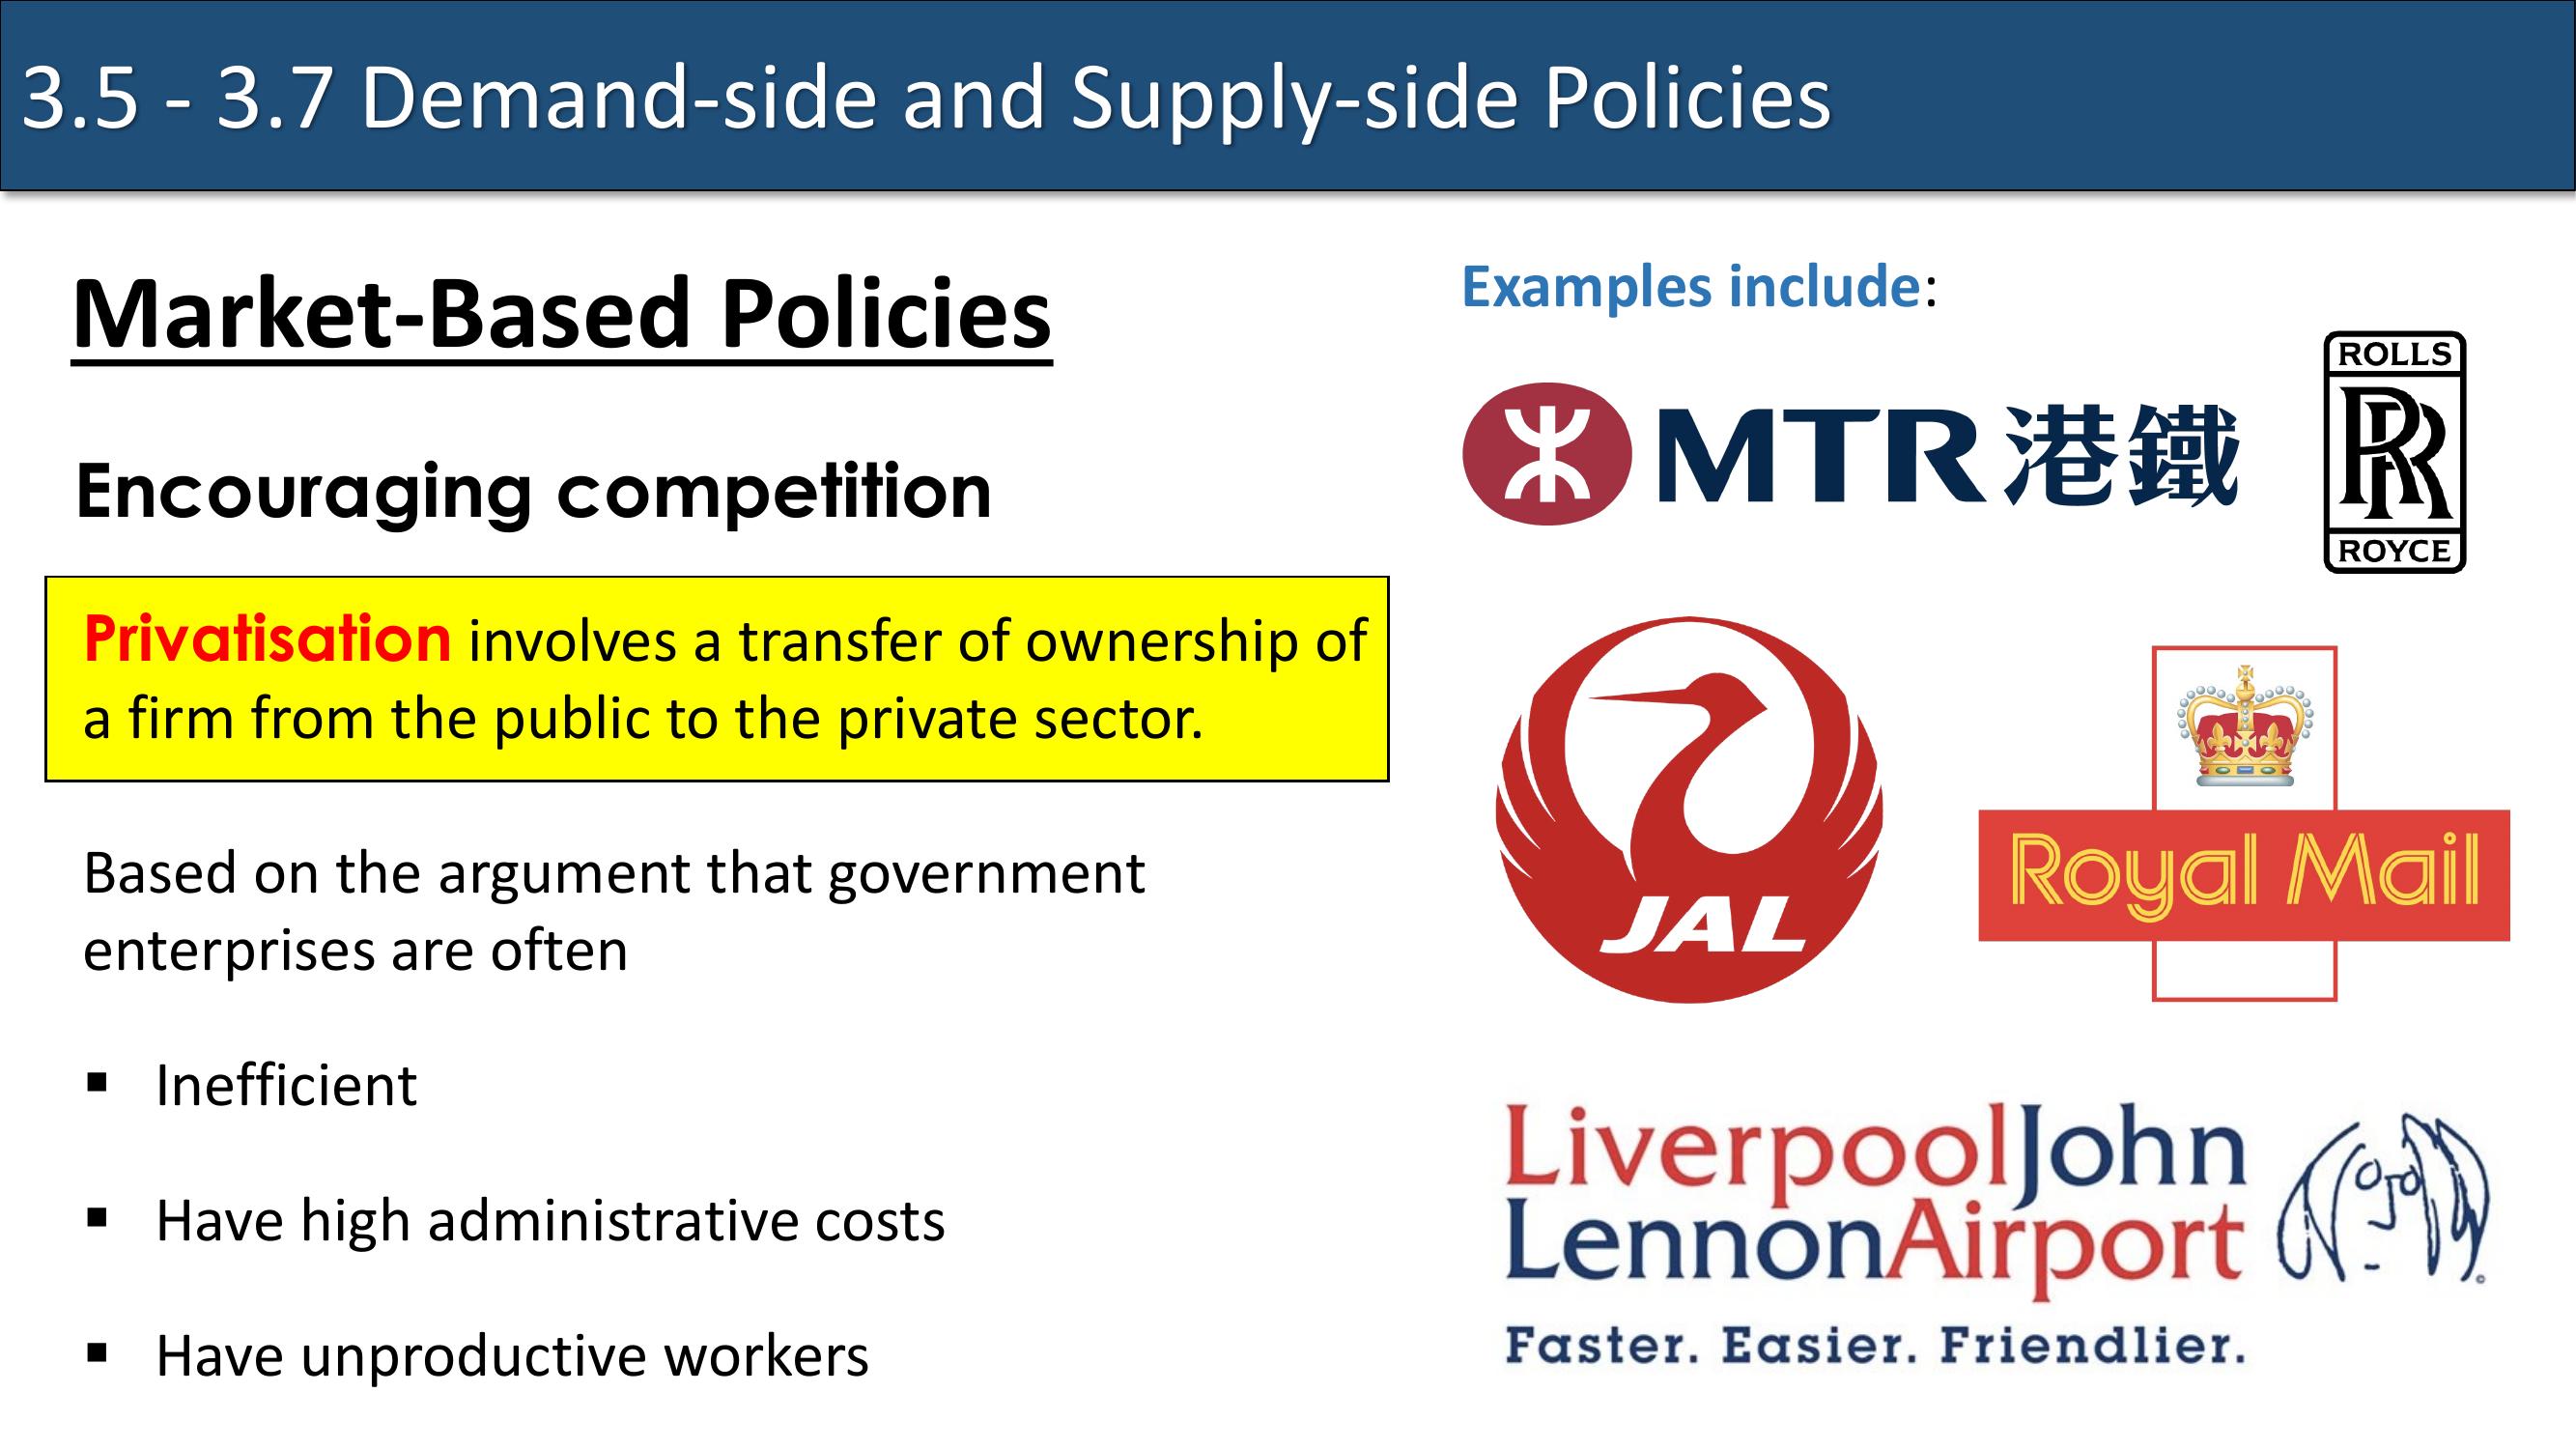 3.5 - 3.7 Demand-side and Supply-side Policies
Market-Based Policies
Encouraging competition
Privatisation involves a transfer of ownership of
a firm from the public to the private sector.
Based on the argument that government
enterprises are often
▪ Inefficient
▪ Have high administrative costs
▪ Have unproductive workers
Examples include:
MTR 港鐵
ROLLS
RR
ROYCE
JAL
Royal Mail
LiverpoolJohn
LennonAirport
Faster. Easier. Friendlier.